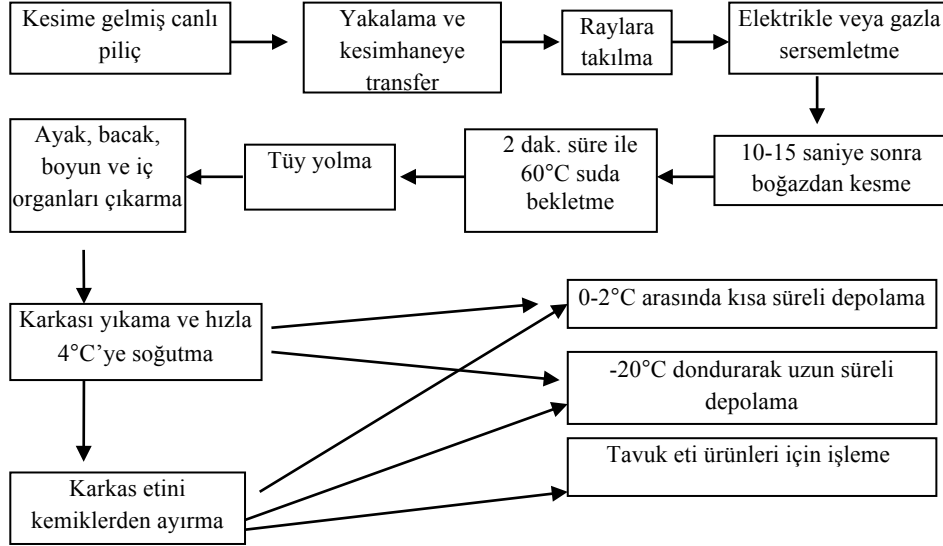 Kesime gelmiş canlı
piliç
Yakalama ve
kesimhaneye
transfer
Raylara
takılma
Elektrikle veya gazla
sersemletme
10-15 saniye sonra
boğazdan kesme
2 dak. süre ile
60°C suda
bekletme
Tüy yolma
Ayak, bacak,
boyun ve iç
organları çıkarma
Karkası yıkama ve hızla
4°C’ye soğutma
0-2°C arasında kısa süreli depolama
-20°C dondurarak uzun süreli
depolama
Tavuk eti ürünleri için işleme
Karkas etini
kemiklerden ayırma